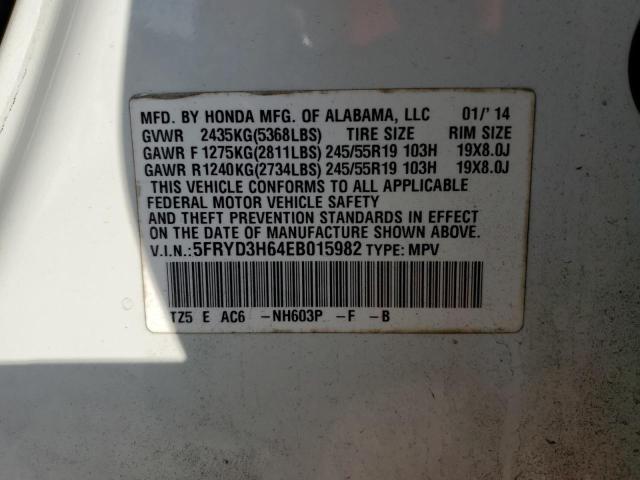 MFD. BY HONDA MFG. OF ALABAMA, LLC 01/'14
GVWR 2435KG(5368LBS) TIRE SIZE RIM SIZE
GAWR F 1275KG(2811LBS) 245/55R19 103H 19X8.0J
GAWR R1240KG(2734LBS) 245/55R19 103H 19X8.0J
THIS VEHICLE CONFORMS TO ALL APPLICABLE
FEDERAL MOTOR VEHICLE SAFETY
AND THEFT PREVENTION STANDARDS IN EFFECT
ON THE DATE OF MANUFACTURE SHOWN ABOVE.
V.I.N.:5FRYD3H64EB015982 TYPE: MPV
TZ5 E AC6 -NH603P -F -B